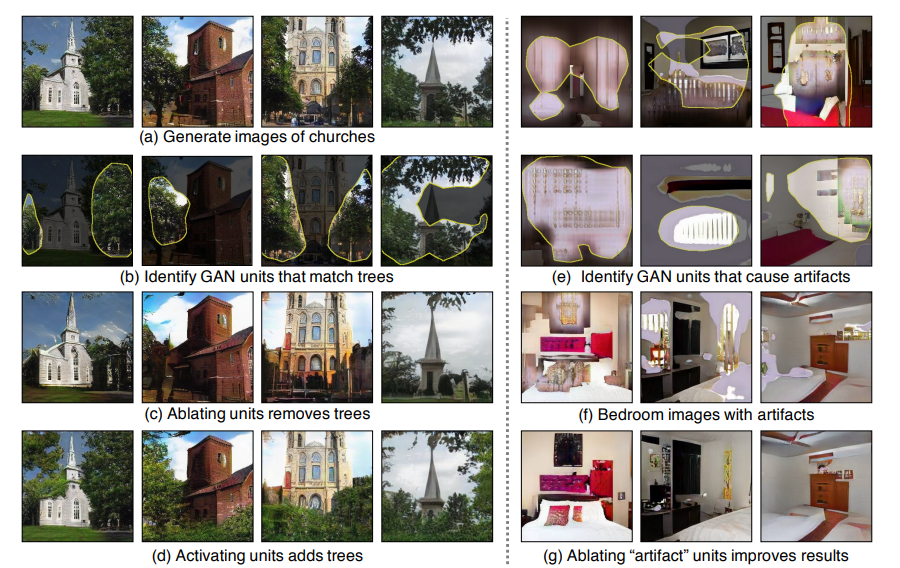 (a) Generate images of churches
(b) Identify GAN units that match trees
(c) Ablating units removes trees
(d) Activating units adds trees
(e) Identify GAN units that cause artifacts
(f) Bedroom images with artifacts
(g) Ablating “artifact” units improves results